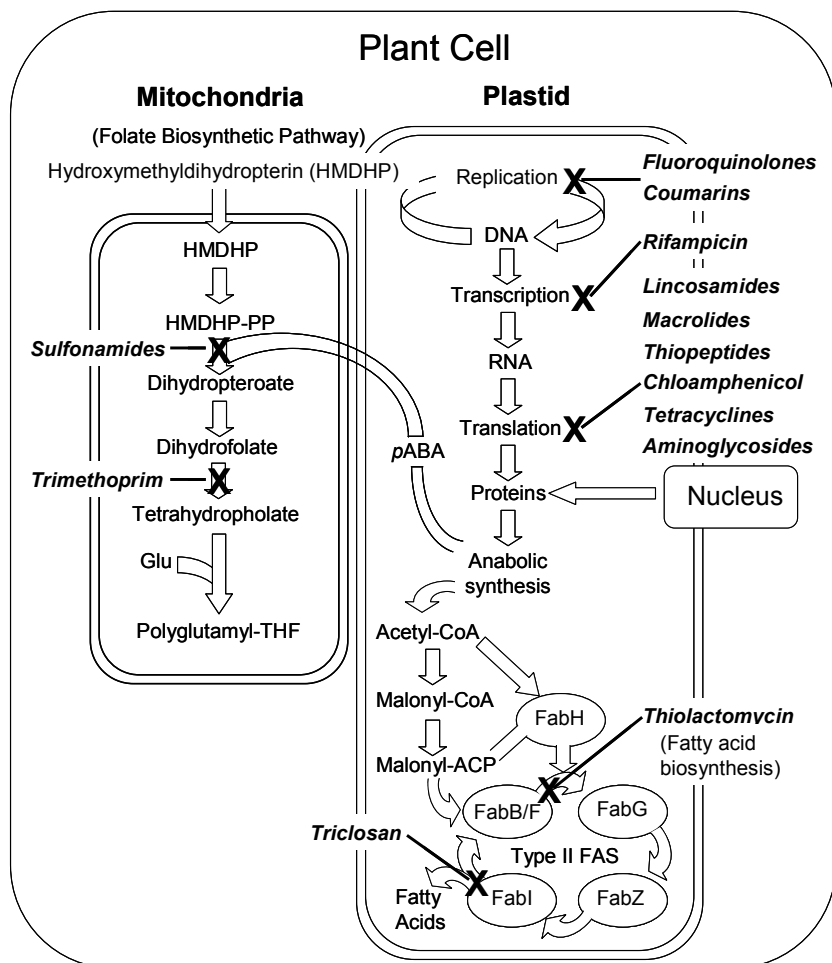 Plant Cell
Mitochondria
(Folate Biosynthetic Pathway)
Hydroxymethyldihydropterin (HMDHP)
HMDHP
HMDHP-PP
Sulfonamides
Dihydropteroate
Dihydrofolate
Trimethoprim
Tetrahydropholate
Glu
Polyglutamyl-THF
pABA
Plastid
Replication
X
DNA
Transcription
X
RNA
Translation
X
Proteins
Anabolic
synthesis
Acetyl-CoA
Malonyl-CoA
Malonyl-ACP
FabH
FabB/F
X
FabG
Type II FAS
FabI
X
FabZ
Fatty
Acids
Triclosan
Fluoroquinolones
Coumarins
Rifampicin
Lincosamides
Macrolides
Thiopeptides
Chloamphenicol
Tetracyclines
Aminoglycosides
Nucleus
Thiolactomycin
(Fatty acid
biosynthesis)
X
X